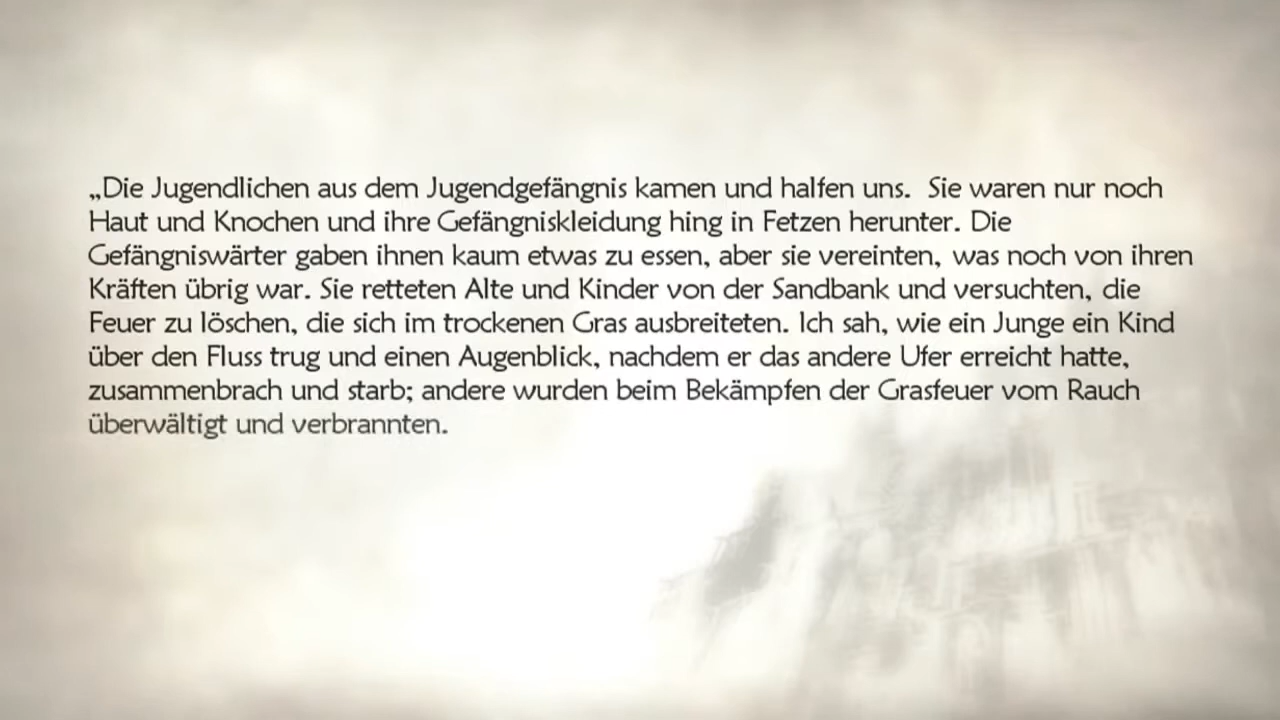 „Die Jugendlichen aus dem Jugendgefängnis kamen und halfen uns.  Sie waren nur noch
Haut und Knochen und ihre Gefängniskleidung hing in Fetzen herunter. Die
Gefängniswärter gaben ihnen kaum etwas zu essen, aber sie vereinten, was noch von ihren
Kräften übrig war. Sie retteten Alte und Kinder von der Sandbank und versuchten, die
Feuer zu löschen, die sich im trockenen Gras ausbreiteten. Ich sah, wie ein Junge ein Kind
über den Fluss trug und einen Augenblick, nachdem er das andere Ufer erreicht hatte,
zusammenbrach und starb; andere wurden beim Bekämpfen der Grasfeuer vom Rauch
überwältigt und verbrannten.